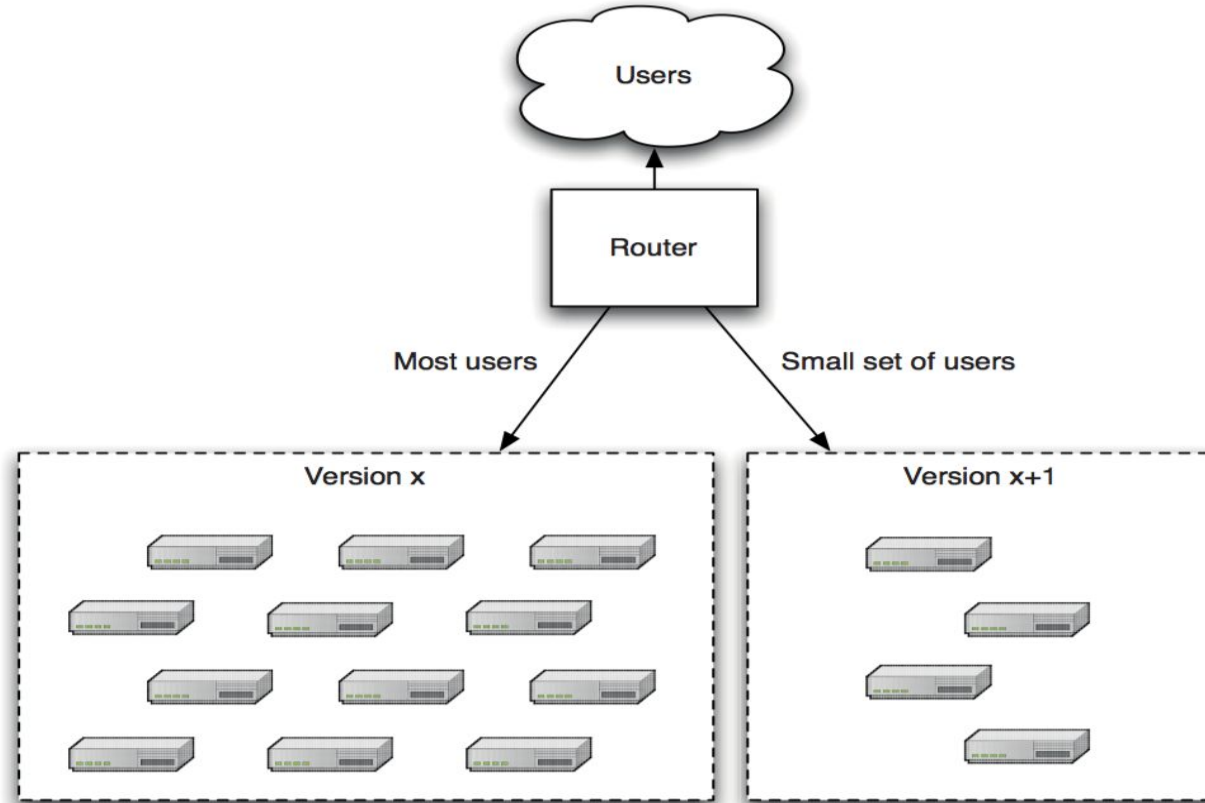 Users
Router
Most users
Small set of users
Version x
Version x+1